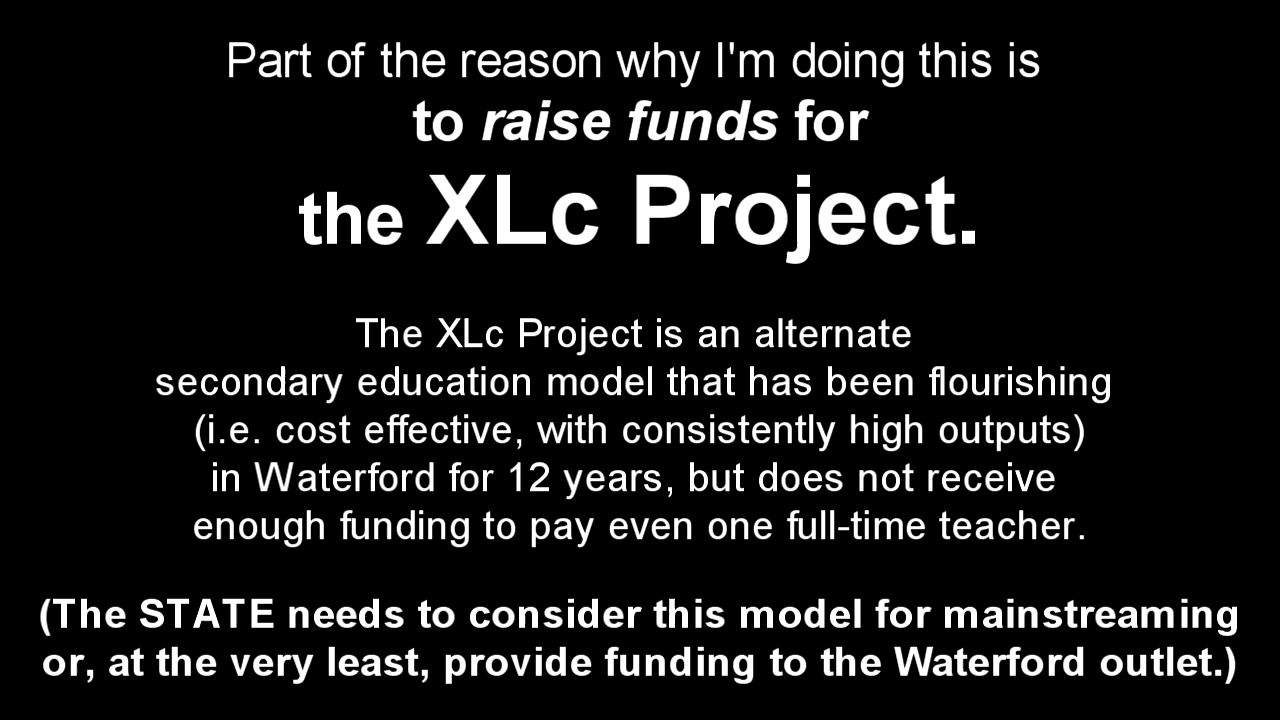 Part of the reason why I'm doing this is
to raise funds for
the XLc Project.
The XLc Project is an alternate
secondary education model that has been flourishing
(i.e. cost effective, with consistently high outputs)
in Waterford for 12 years, but does not receive
enough funding to pay even one full-time teacher.
(The STATE needs to consider this model for mainstreaming
or, at the very least, provide funding to the Waterford outlet.)